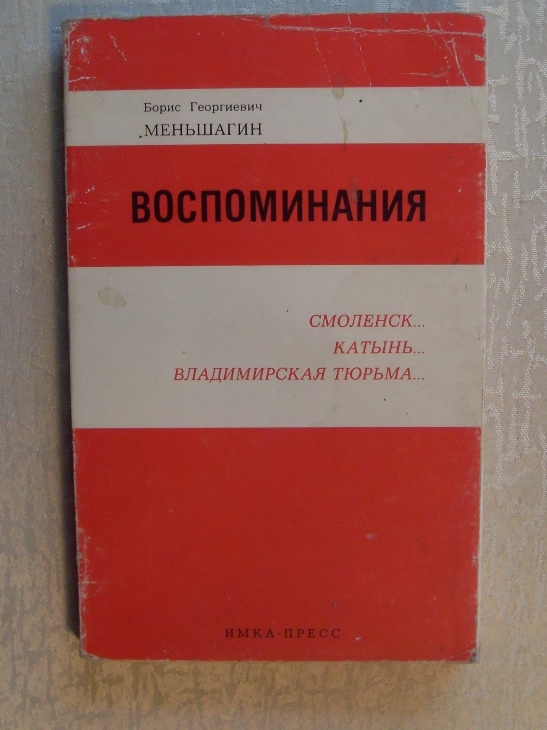 Борис Георгиевич
МЕНЬШАГИН
ВОСПОМИНАНИЯ
СМОЛЕНСК...
КАТЫНЬ...
ВЛАДИМИРСКАЯ ТЮРЬМА...
ИМКА-ПРЕСС